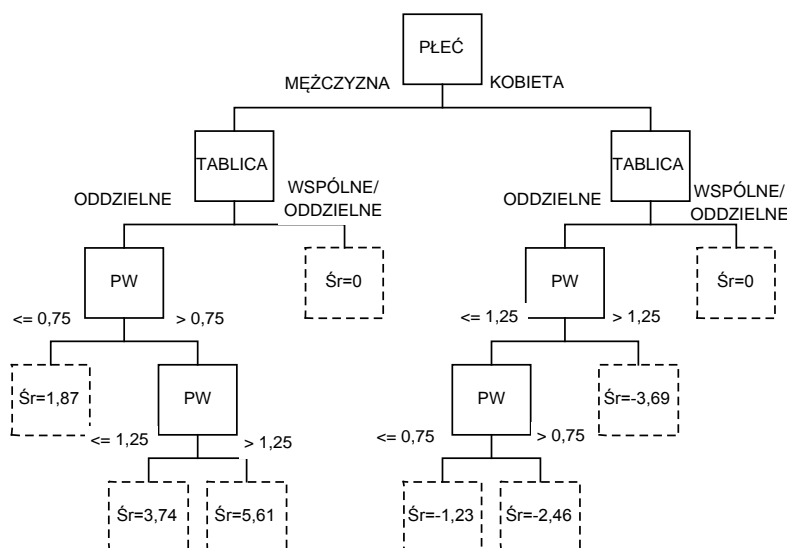 PŁEĆ
MĘŻCZYZNA
KOBIETA
TABLICA
TABLICA
ODDZIELNE
WSPÓLNE/
ODDZIELNE
ODDZIELNE
WSPÓLNE/
ODDZIELNE
PW
Śr=0
PW
Śr=0
<= 0,75
> 0,75
<= 1,25
> 1,25
Śr=1,87
PW
PW
Śr=-3,69
<= 1,25
> 1,25
<= 0,75
> 0,75
Śr=3,74
Śr=5,61
Śr=-1,23
Śr=-2,46